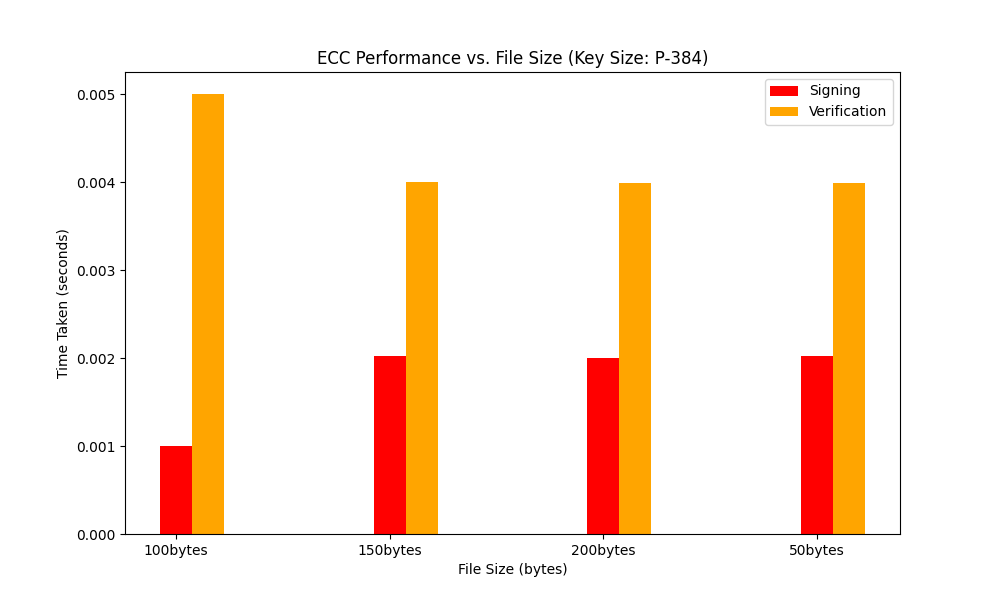 ECC Performance vs. File Size (Key Size: P-384)
Signing
Verification
0.005
0.004
0.003
0.002
0.001
0.000
Time Taken (seconds)
100bytes
150bytes
200bytes
50bytes
File Size (bytes)